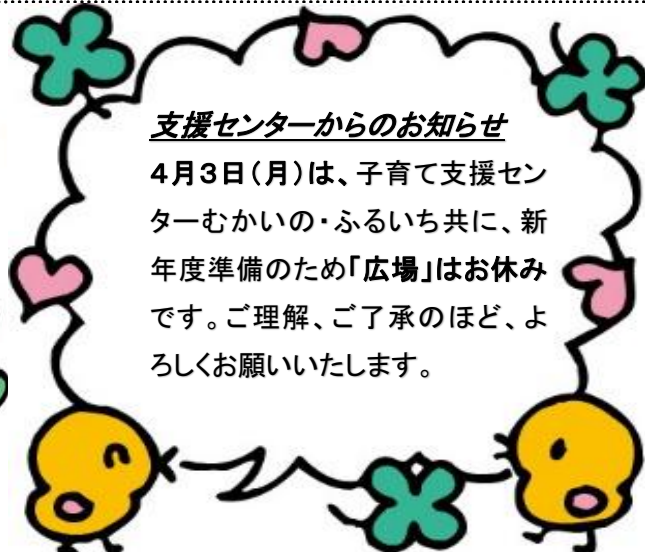 支援センターからのお知らせ
4月3日(月)は、子育て支援セン
ターむかいの・ふるいち共に、新
年度準備のため「広場」はお休み
です。ご理解、ご了承のほど、よ
ろしくお願いいたします。